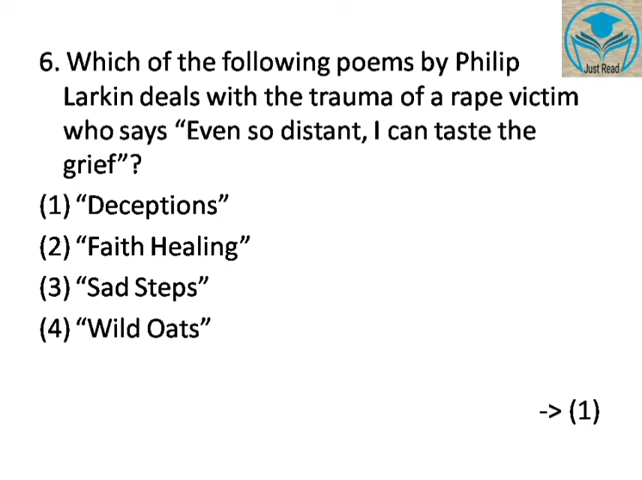 Just Read
6. Which of the following poems by Philip
Larkin deals with the trauma of a rape victim
who says “Even so distant, I can taste the
grief”?
(1) “Deceptions”
(2) “Faith Healing”
(3) “Sad Steps”
(4) “Wild Oats”
-> (1)